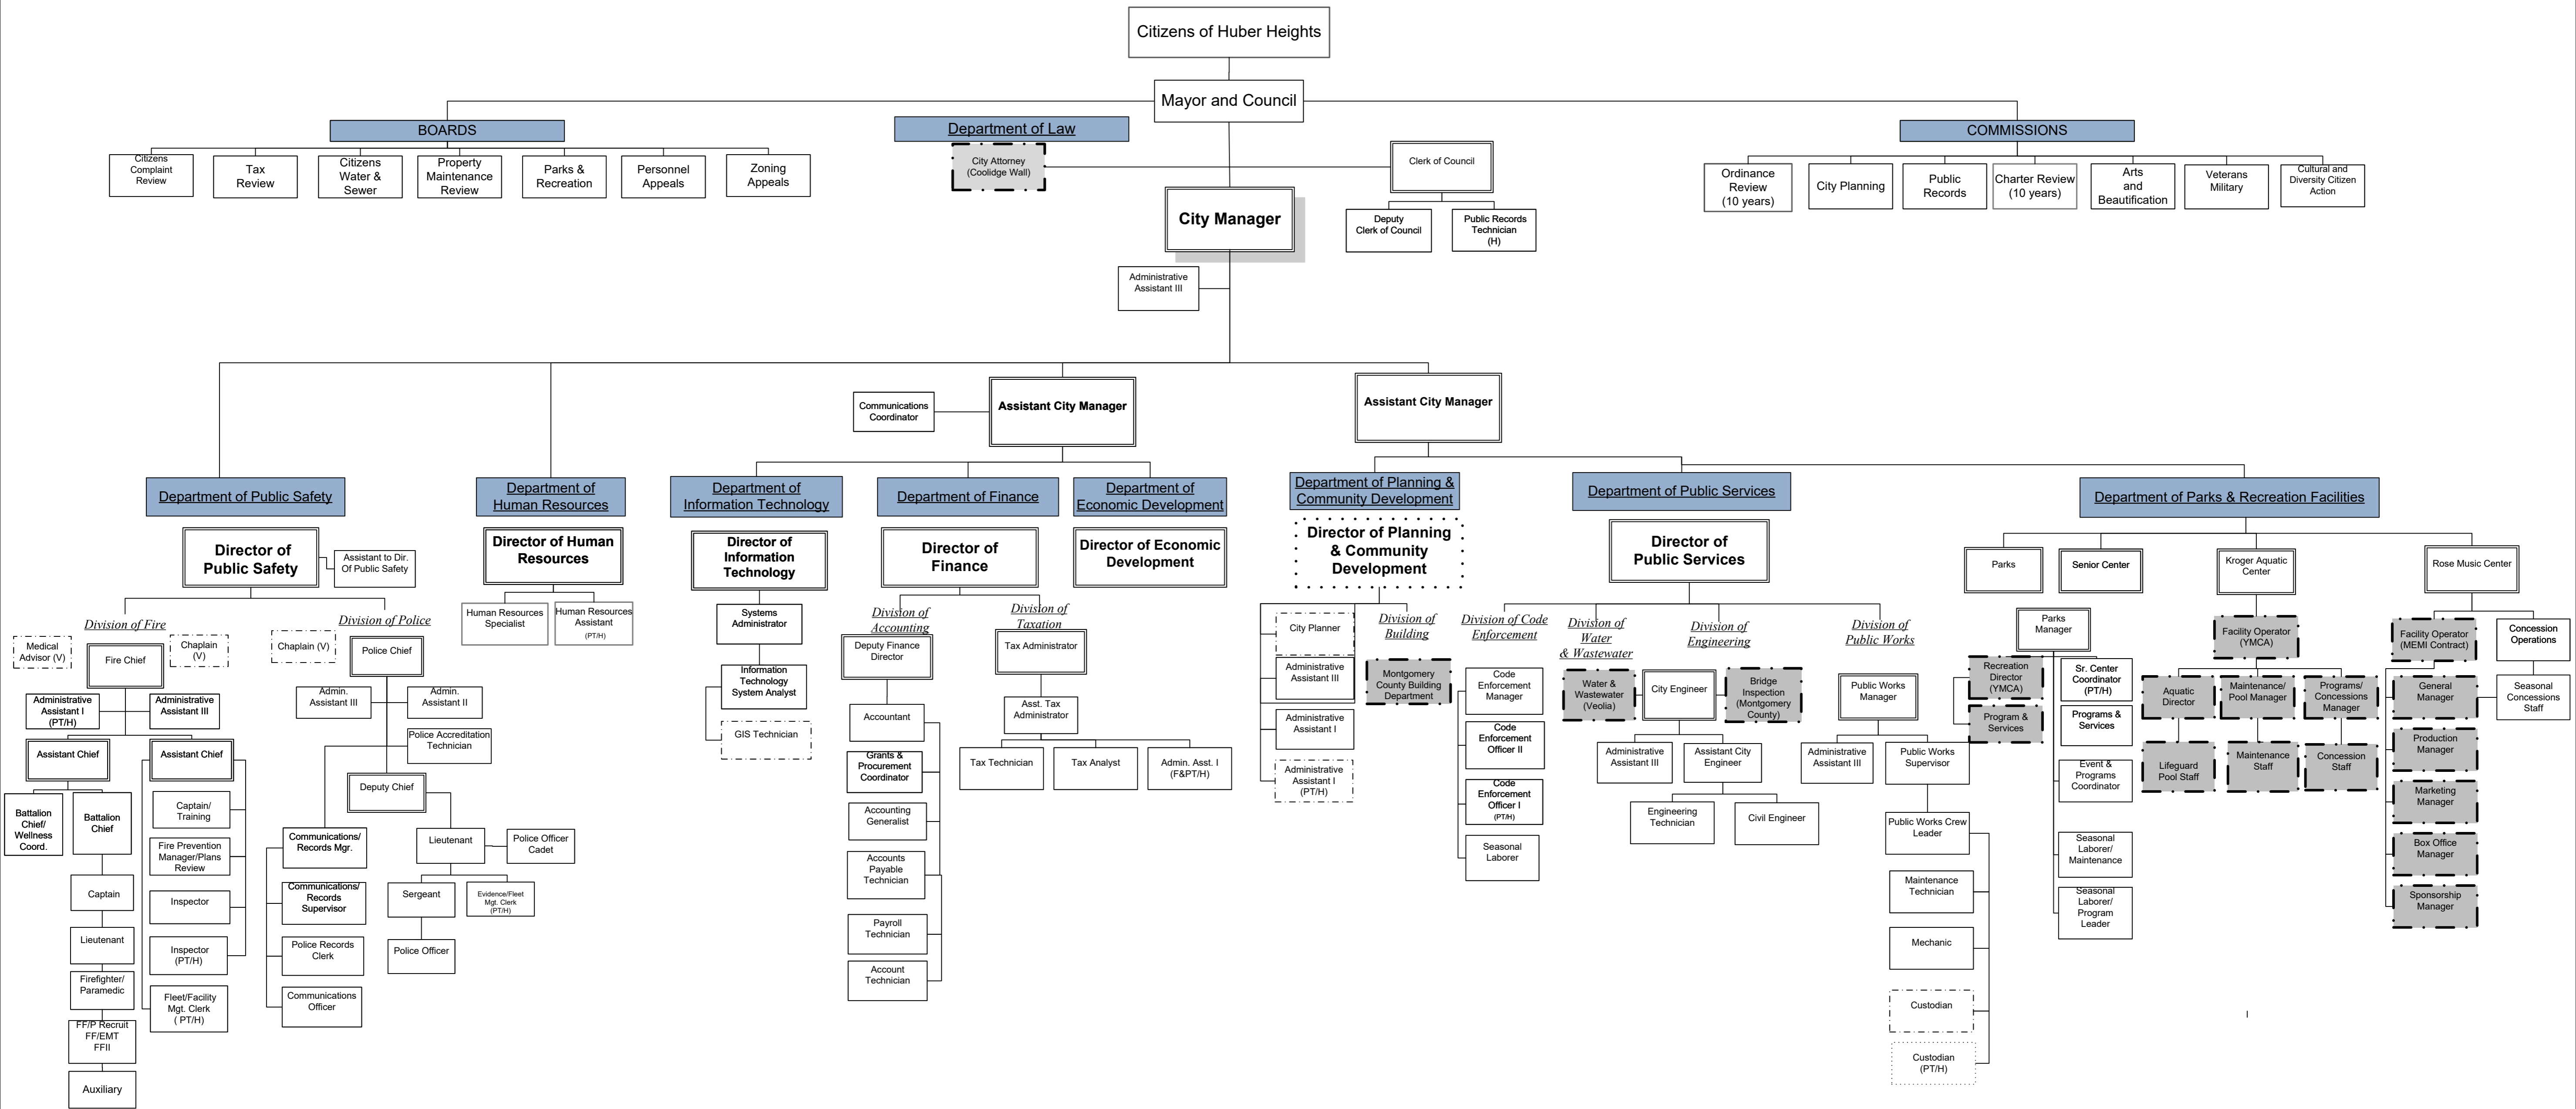 Citizens of Huber Heights
Mayor and Council
BOARDS
Citizens
Complaint
Review
Tax
Review
Citizens
Water &
Sewer
Property
Maintenance
Review
Parks &
Recreation
Personnel
Appeals
Zoning
Appeals
Department of Law
City Attorney
(Coolidge Wall)
Clerk of Council
Deputy
Clerk of Council
Public Records
Technician
(H)
COMMISSIONS
Ordinance
Review
(10 years)
City Planning
Public
Records
Charter Review
(10 years)
Arts
and
Beautification
Veterans
Military
Cultural and
Diversity Citizen
Action
City Manager
Administrative
Assistant III
Communications
Coordinator
Assistant City Manager
Assistant City Manager
Department of Public Safety
Director of
Public Safety
Assistant to Dir.
Of Public Safety
Division of Fire
Medical
Advisor (V)
Fire Chief
Chaplain
(V)
Administrative
Assistant I
(PT/H)
Administrative
Assistant III
Assistant Chief
Assistant Chief
Battalion
Chief/
Wellness
Coord.
Battalion
Chief
Captain
Lieutenant
Firefighter/
Paramedic
FF/P Recruit
FF/EMT
FFII
Auxiliary
Captain/
Training
Fire Prevention
Manager/Plans
Review
Inspector
Inspector
(PT/H)
Fleet/Facility
Mgt. Clerk
( PT/H)
Division of Police
Chaplain (V)
Police Chief
Admin.
Assistant III
Admin.
Assistant II
Police Accreditation
Technician
Deputy Chief
Communications/
Records Mgr.
Communications/
Records
Supervisor
Police Records
Clerk
Communications
Officer
Lieutenant
Police Officer
Cadet
Sergeant
Evidence/Fleet
Mgt. Clerk
(PT/H)
Police Officer
Department of
Human Resources
Director of Human
Resources
Human Resources
Specialist
Human Resources
Assistant
(PT/H)
Department of
Information Technology
Director of
Information
Technology
Systems
Administrator
Information
Technology
System Analyst
GIS Technician
Department of Finance
Director of
Finance
Division of
Accounting
Deputy Finance
Director
Accountant
Grants &
Procurement
Coordinator
Accounting
Generalist
Accounts
Payable
Technician
Payroll
Technician
Account
Technician
Division of
Taxation
Tax Administrator
Asst. Tax
Administrator
Tax Technician
Tax Analyst
Admin. Asst. I
(F&PT/H)
Department of
Economic Development
Director of Economic
Development
Department of Planning &
Community Development
Director of Planning
& Community
Development
City Planner
Administrative
Assistant III
Administrative
Assistant I
Administrative
Assistant I
(PT/H)
Division of
Building
Montgomery
County Building
Department
Department of Public Services
Director of
Public Services
Division of Code
Enforcement
Code
Enforcement
Manager
Code
Enforcement
Officer II
Code
Enforcement
Officer I
(PT/H)
Seasonal
Laborer
Division of
Water
& Wastewater
Water &
Wastewater
(Veolia)
Division of
Engineering
City Engineer
Bridge
Inspection
(Montgomery
County)
Administrative
Assistant III
Assistant City
Engineer
Engineering
Technician
Civil Engineer
Division of
Public Works
Public Works
Manager
Administrative
Assistant III
Public Works
Supervisor
Public Works Crew
Leader
Maintenance
Technician
Mechanic
Custodian
Custodian
(PT/H)
Department of Parks & Recreation Facilities
Parks
Senior Center
Kroger Aquatic
Center
Rose Music Center
Parks
Manager
Recreation
Director
(YMCA)
Program &
Services
Sr. Center
Coordinator
(PT/H)
Programs &
Services
Event &
Programs
Coordinator
Seasonal
Laborer/
Maintenance
Seasonal
Laborer/
Program
Leader
Facility Operator
(YMCA)
Aquatic
Director
Maintenance/
Pool Manager
Programs/
Concessions
Manager
Lifeguard
Pool Staff
Maintenance
Staff
Concession
Staff
Facility Operator
(MEMI Contract)
General
Manager
Production
Manager
Marketing
Manager
Box Office
Manager
Sponsorship
Manager
Concession
Operations
Seasonal
Concessions
Staff